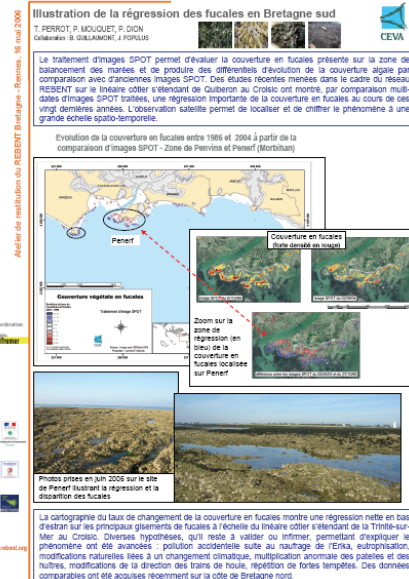 Illustration de la régression des fucales en Bretagne sud
T. PERROT, P. MOUQUET, P. DION
Collaboration : B. GUILLAUMONT, J. POPULUS
CEVA
Atelier de restitution du REBENT Bretagne - Rennes, 16 mai 2006
Le traitement d'images SPOT permet d'évaluer la couverture en fucales présente sur la zone de
balancement des marées et de produire des différentiels d'évolution de la couverture algale par
comparaison avec d'anciennes images SPOT. Des études récentes menées dans le cadre du réseau
REBENT sur le linéaire côtier s'étendant de Quiberon au Croisic ont montré, par comparaison multi-
dates d'images SPOT traitées, une régression importante de la couverture en fucales au cours de ces
vingt dernières années. L'observation satellite permet de localiser et de chiffrer le phénomène à une
grande échelle spatio-temporelle.
Evolution de la couverture en fucales entre 1986 et 2004 à partir de la
comparaison d'images SPOT - Zone de Penvins et Penerf (Morbihan)
Penerf
Couverture en fucales
(forte densité en rouge)
Couverture végétale en fucales
Traitement d'image SPOT
CEVA
Zoom sur la
zone de
régression (en
bleu) de la
couverture en
fucales localisée
sur Penerf
Photos prises en juin 2006 sur le site
de Penerf illustrant la régression et la
disparition des fucales
La cartographie du taux de changement de la couverture en fucales montre une régression nette en bas
d'estran sur les principaux gisements de fucales à l'échelle du linéaire côtier s'étendant de la Trinité-sur-
Mer au Croisic. Diverses hypothèses, qu'il reste à valider ou infirmer, permettant d'expliquer le
phénomène ont été avancées : pollution accidentelle suite au naufrage de l'Erika, eutrophisation,
modifications naturelles liées à un changement climatique, multiplication anormale des patelles et des
huîtres, modifications de la direction des trains de houle, répétition de fortes tempêtes. Des données
comparables ont été acquises récemment sur la côte de Bretagne nord.